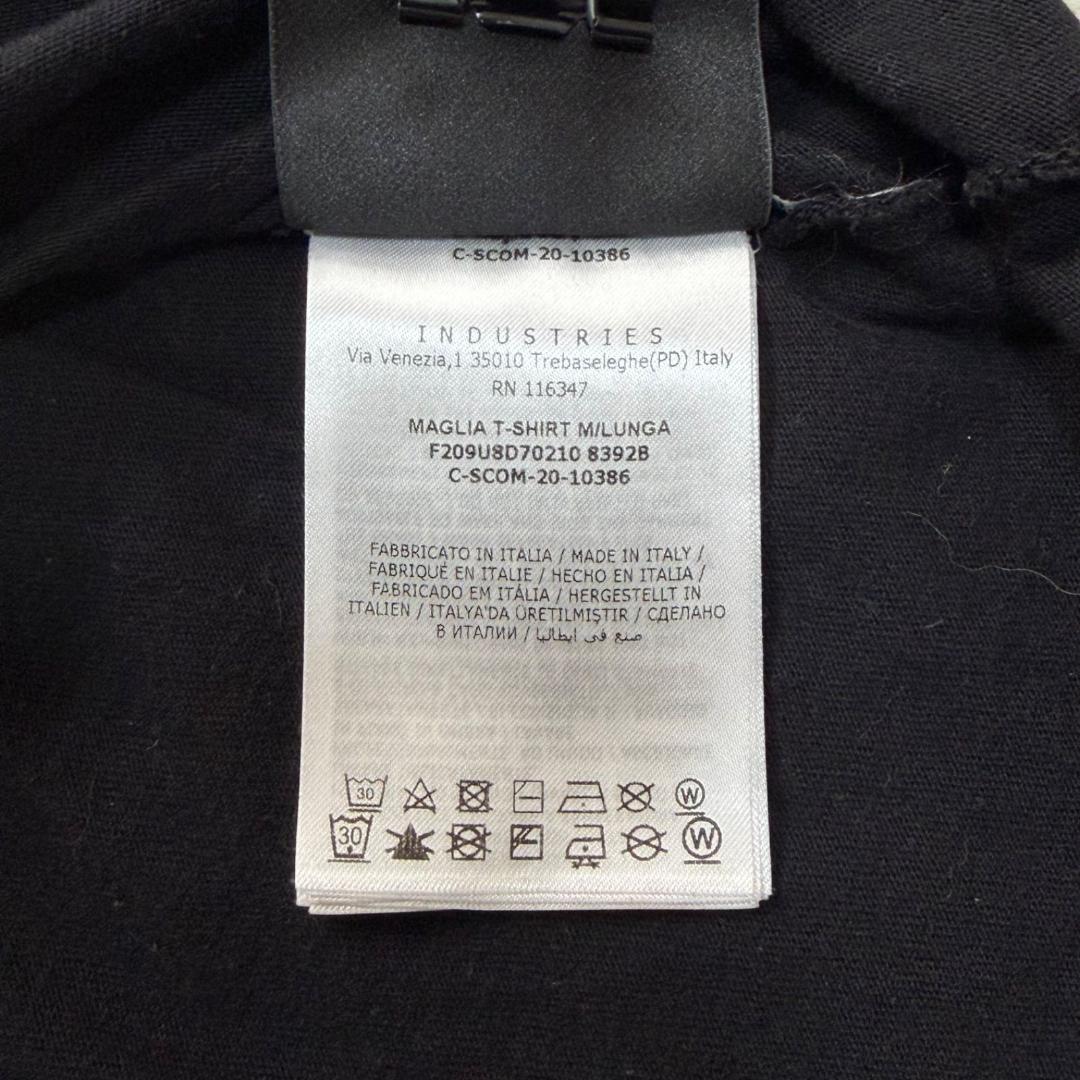 C-SCOM-20-10386
INDUSTRIES
Via Venezia,1 35010 Trebaseleghe(PD) Italy
RN 116347
MAGLIA T-SHIRT M/LUNGA
F209U8D70210 8392B
C-SCOM-20-10386
FABBRICATO IN ITALIA / MADE IN ITALY /
FABRIQUÉ EN ITALIE / HECHO EN ITALIA /
FABRICADO EM ITÁLIA / HERGESTELLT IN
ITALIEN / ITALYA'DA ÜRETILMIŞTIR / СДЕЛАНО
В ИТАЛИИ / صنع في ايطاليا
30
W
30
W